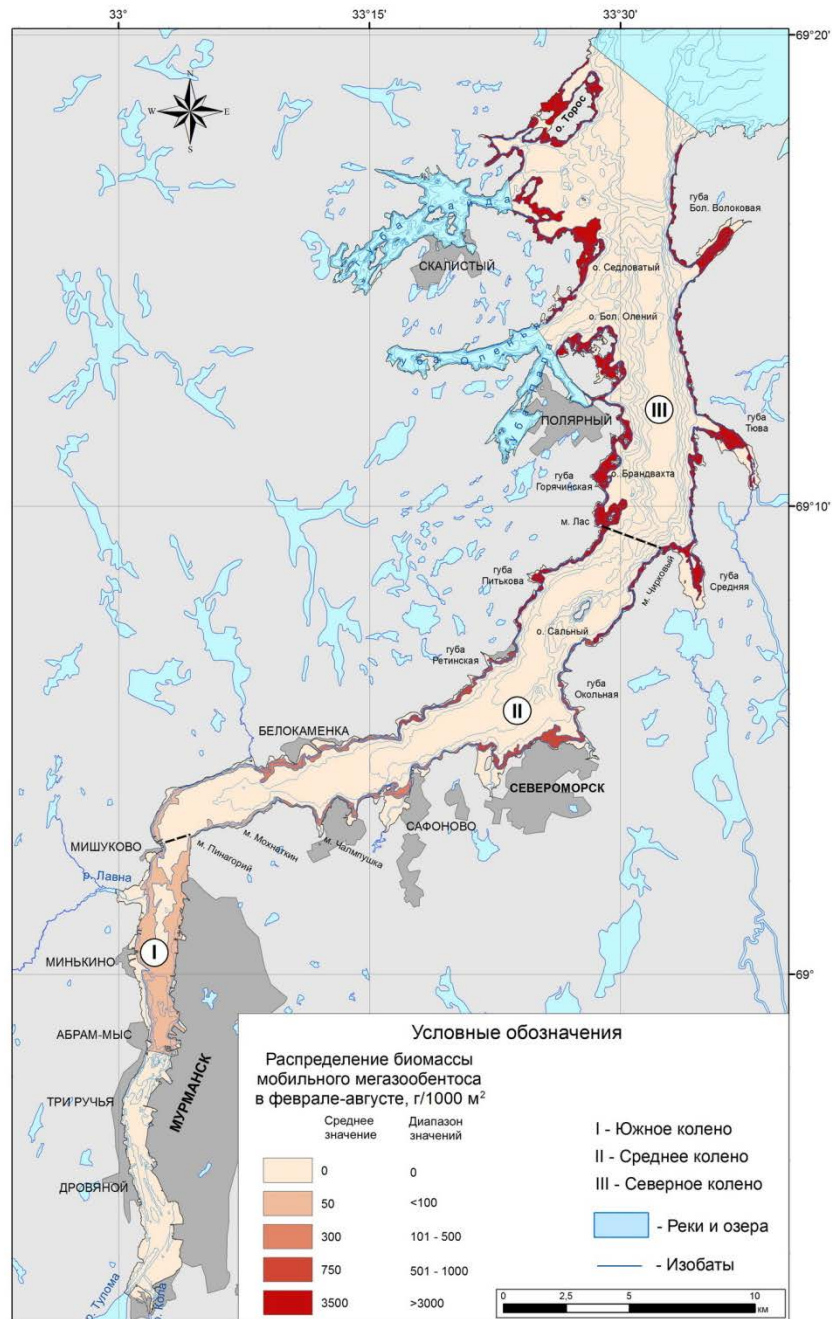 33°
33°15'
33°30'
69°20'
N
W
E
S
о. Торос
губа
Бол. Волоковая
Сайда
СКАЛИСТЫЙ
о. Седловатый
о. Бол. Олений
III
ПОЛЯРНЫЙ
губа
Тюва
губа
Горячинская
о. Брандвахта
69°10'
м. Лас
губа
Питькова
м. Чирковый
губа
Средняя
о. Сальный
губа
Ретинская
губа
Окольная
II
БЕЛОКАМЕНКА
СЕВЕРОМОРСК
САФОНОВО
МИШУКОВО
м. Пинагорий
м. Мохнаткин
м. Чалмпушка
р. Лавна
I
МИНЬКИНО
69°
АБРАМ-МЫС
МУРМАНСК
ТРИ РУЧЬЯ
ДРОВЯНОЙ
р. Тулома
р. Кола
Условные обозначения
Распределение биомассы
мобильного мегазообентоса
в феврале-августе, г/1000 м²
Среднее
значение
Диапазон
значений
0 0
50 <100
300 101 - 500
750 501 - 1000
3500 >3000
I - Южное колено
II - Среднее колено
III - Северное колено
- Реки и озера
- Изобаты
0 2,5 5 10
км